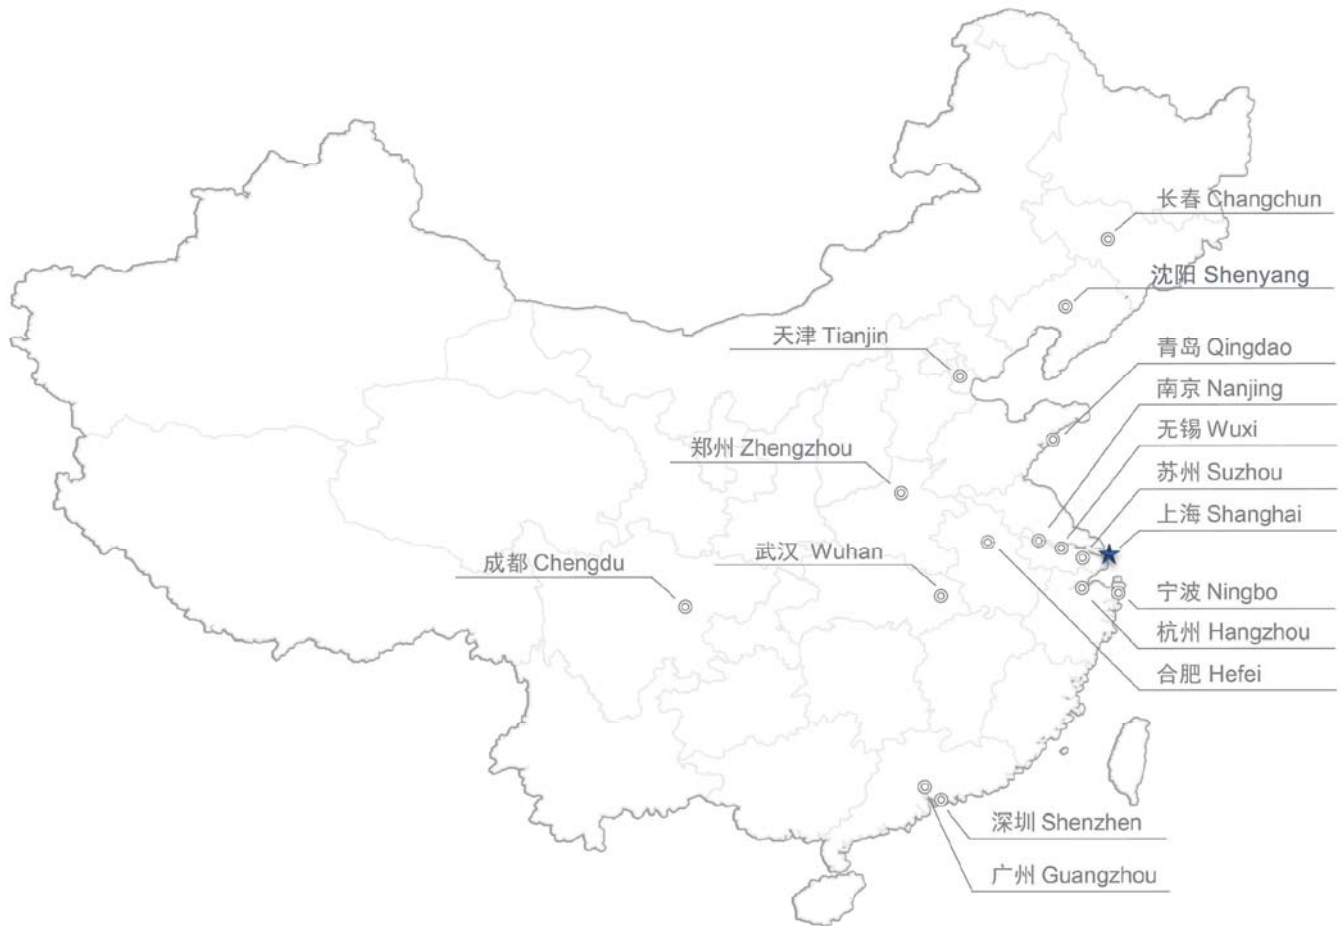 长春 Changchun
沈阳 Shenyang
天津 Tianjin
青岛 Qingdao
南京 Nanjing
无锡 Wuxi
郑州 Zhengzhou
苏州 Suzhou
上海 Shanghai
武汉 Wuhan
成都 Chengdu
宁波 Ningbo
杭州 Hangzhou
合肥 Hefei
深圳 Shenzhen
广州 Guangzhou